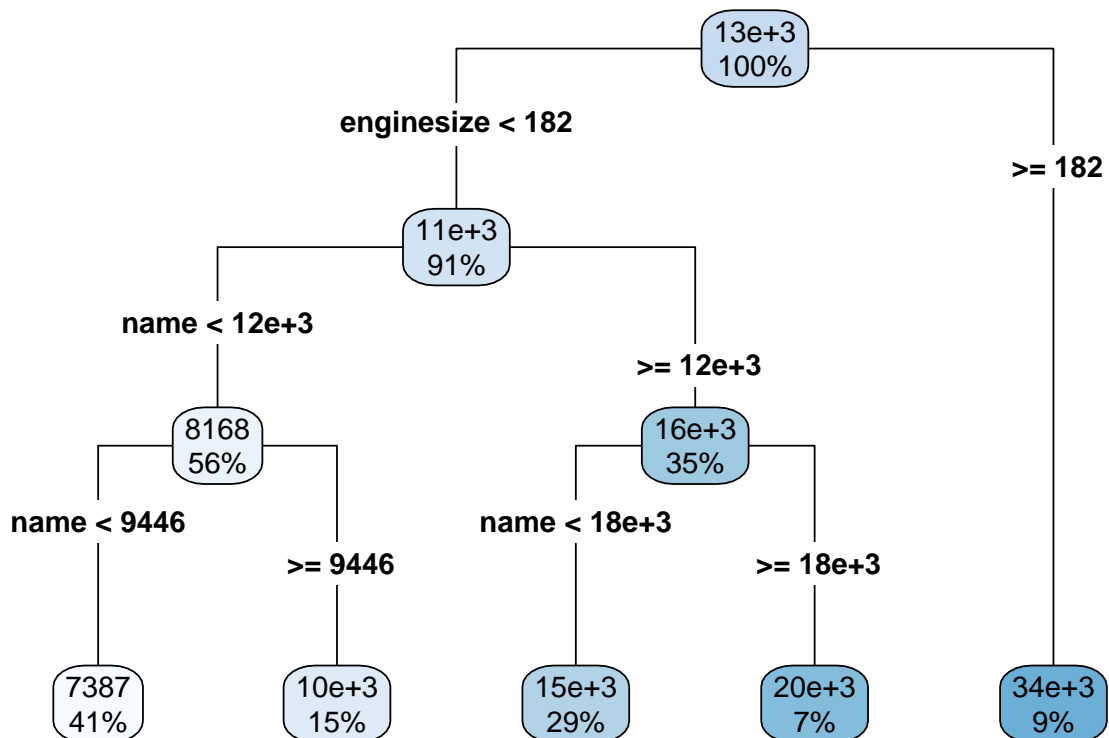 13e+3
100%
enginesize < 182
>= 182
11e+3
91%
name < 12e+3
>= 12e+3
8168
56%
16e+3
35%
name < 9446
>= 9446
name < 18e+3
>= 18e+3
7387
41%
10e+3
15%
15e+3
29%
20e+3
7%
34e+3
9%